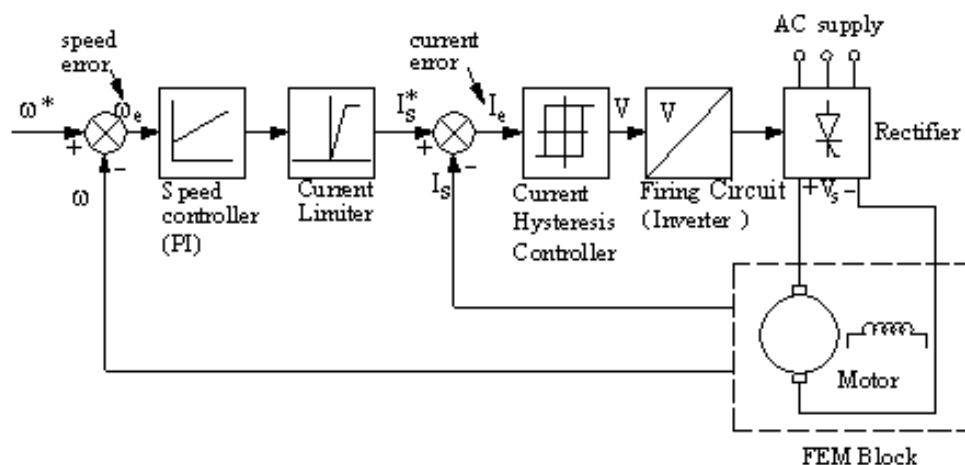 AC supply
speed
error
current
error
ω*
ωe
Is*
Ie
V
V
Rectifier
+
-
+
-
ω
Is
+Vs-
Speed
controller
(PI)
Current
Limiter
Current
Hysteresis
Controller
Firing Circuit
(Inverter )
Motor
FEM Block